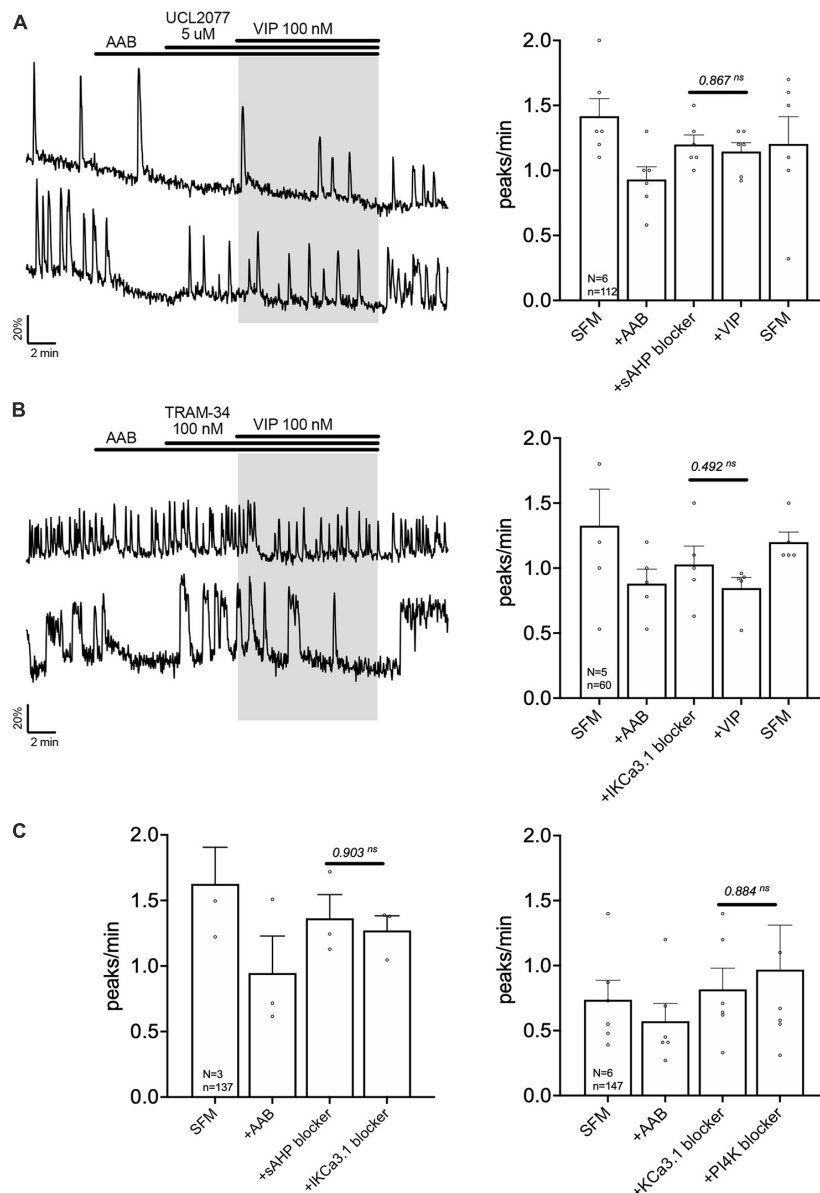 A
UCL2077
5 uM
VIP 100 nM
AAB
20%
2 min
peaks/min
2.0
1.5
1.0
0.5
0.0
0.867 ns
N=6
n=112
SFM
+AAB
+sAHP blocker
+VIP
SFM
B
TRAM-34
100 nM
VIP 100 nM
AAB
20%
2 min
peaks/min
2.0
1.5
1.0
0.5
0.0
0.492 ns
N=5
n=60
SFM
+AAB
+IKCa3.1 blocker
+VIP
SFM
C
peaks/min
2.0
1.5
1.0
0.5
0.0
0.903 ns
N=3
n=137
SFM
+AAB
+sAHP blocker
+IKCa3.1 blocker
peaks/min
2.0
1.5
1.0
0.5
0.0
0.884 ns
N=6
n=147
SFM
+AAB
+KCa3.1 blocker
+PI4K blocker